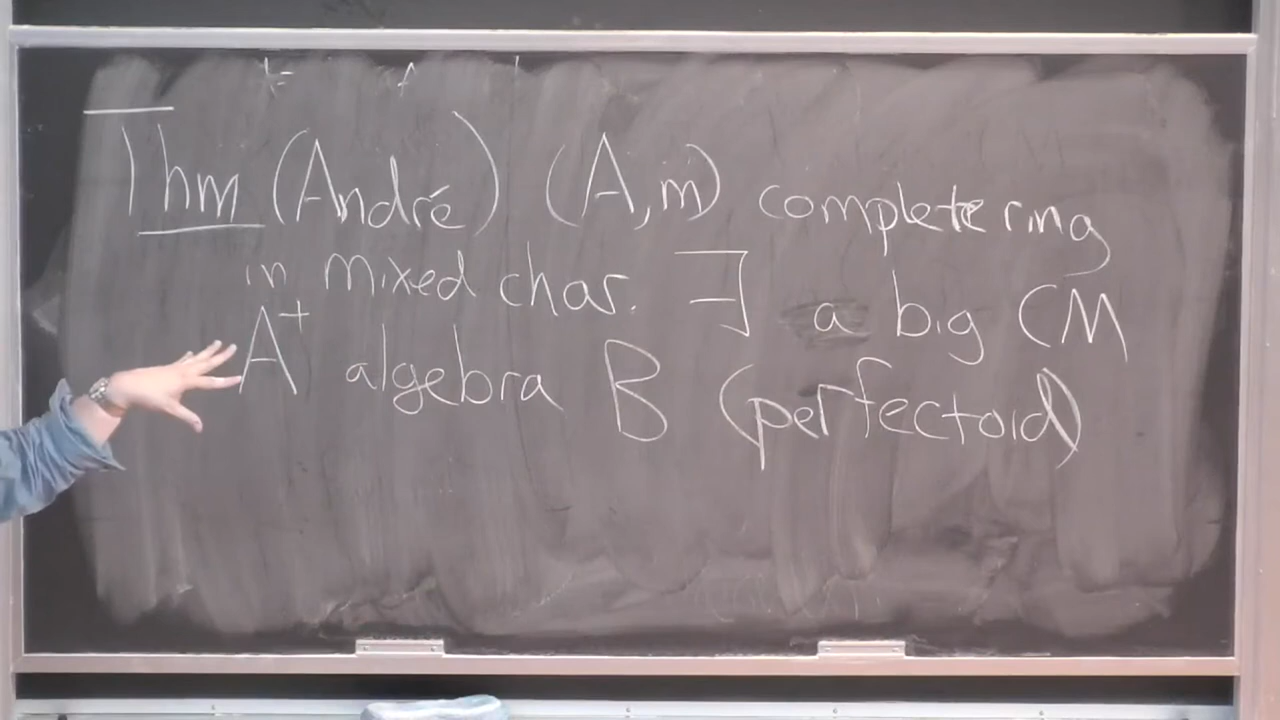 Thm (André) (A, m) complete ring
in mixed char. ∃ a big CM
A⁺ algebra B (perfectoid)